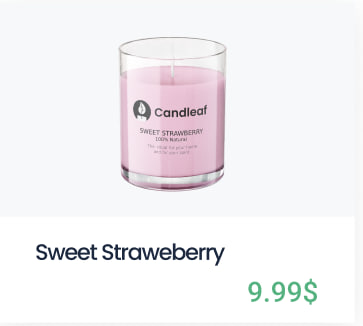 Candleaf
SWEET STRAWBERRY
100% Natural
Sweet Straweberry
9.99$